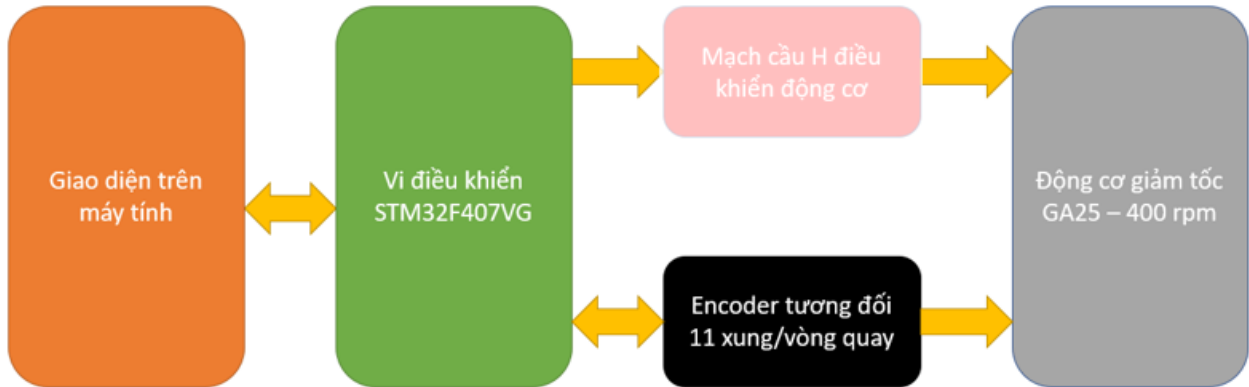 Giao diện trên
máy tính
Vi điều khiển
STM32F407VG
Mạch cầu H điều
khiển động cơ
Encoder tương đối
11 xung/vòng quay
Động cơ giảm tốc
GA25 – 400 rpm